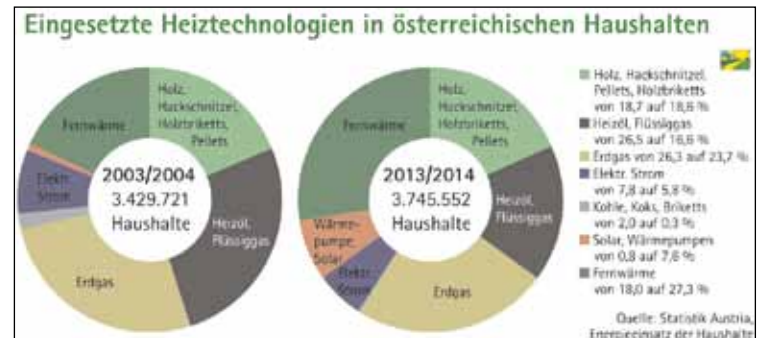 Eingesetzte Heiztechnologien in österreichischen Haushalten
Holz,
Hackschnitzel,
Holzbriketts,
Pellets
Fernwärme
Elektr.
Strom
2003/2004
3.429.721
Haushalte
Heizöl,
Flüssiggas
Erdgas
Holz,
Hackschnitzel,
Holzbriketts,
Pellets
Fernwärme
Wärme-
pumpe,
Solar
Elektr.
Strom
2013/2014
3.745.552
Haushalte
Heizöl,
Flüssiggas
Erdgas
Holz, Hackschnitzel,
Pellets, Holzbriketts
von 18,7 auf 18,6 %
Heizöl, Flüssiggas
von 26,5 auf 16,6 %
Erdgas von 26,3 auf 23,7 %
Elektr. Strom
von 7,8 auf 5,8 %
Kohle, Koks, Briketts
von 2,0 auf 0,3 %
Solar, Wärmepumpen
von 0,8 auf 7,6 %
Fernwärme
von 18,0 auf 27,3 %
Quelle: Statistik Austria,
Energieeinsatz der Haushalte